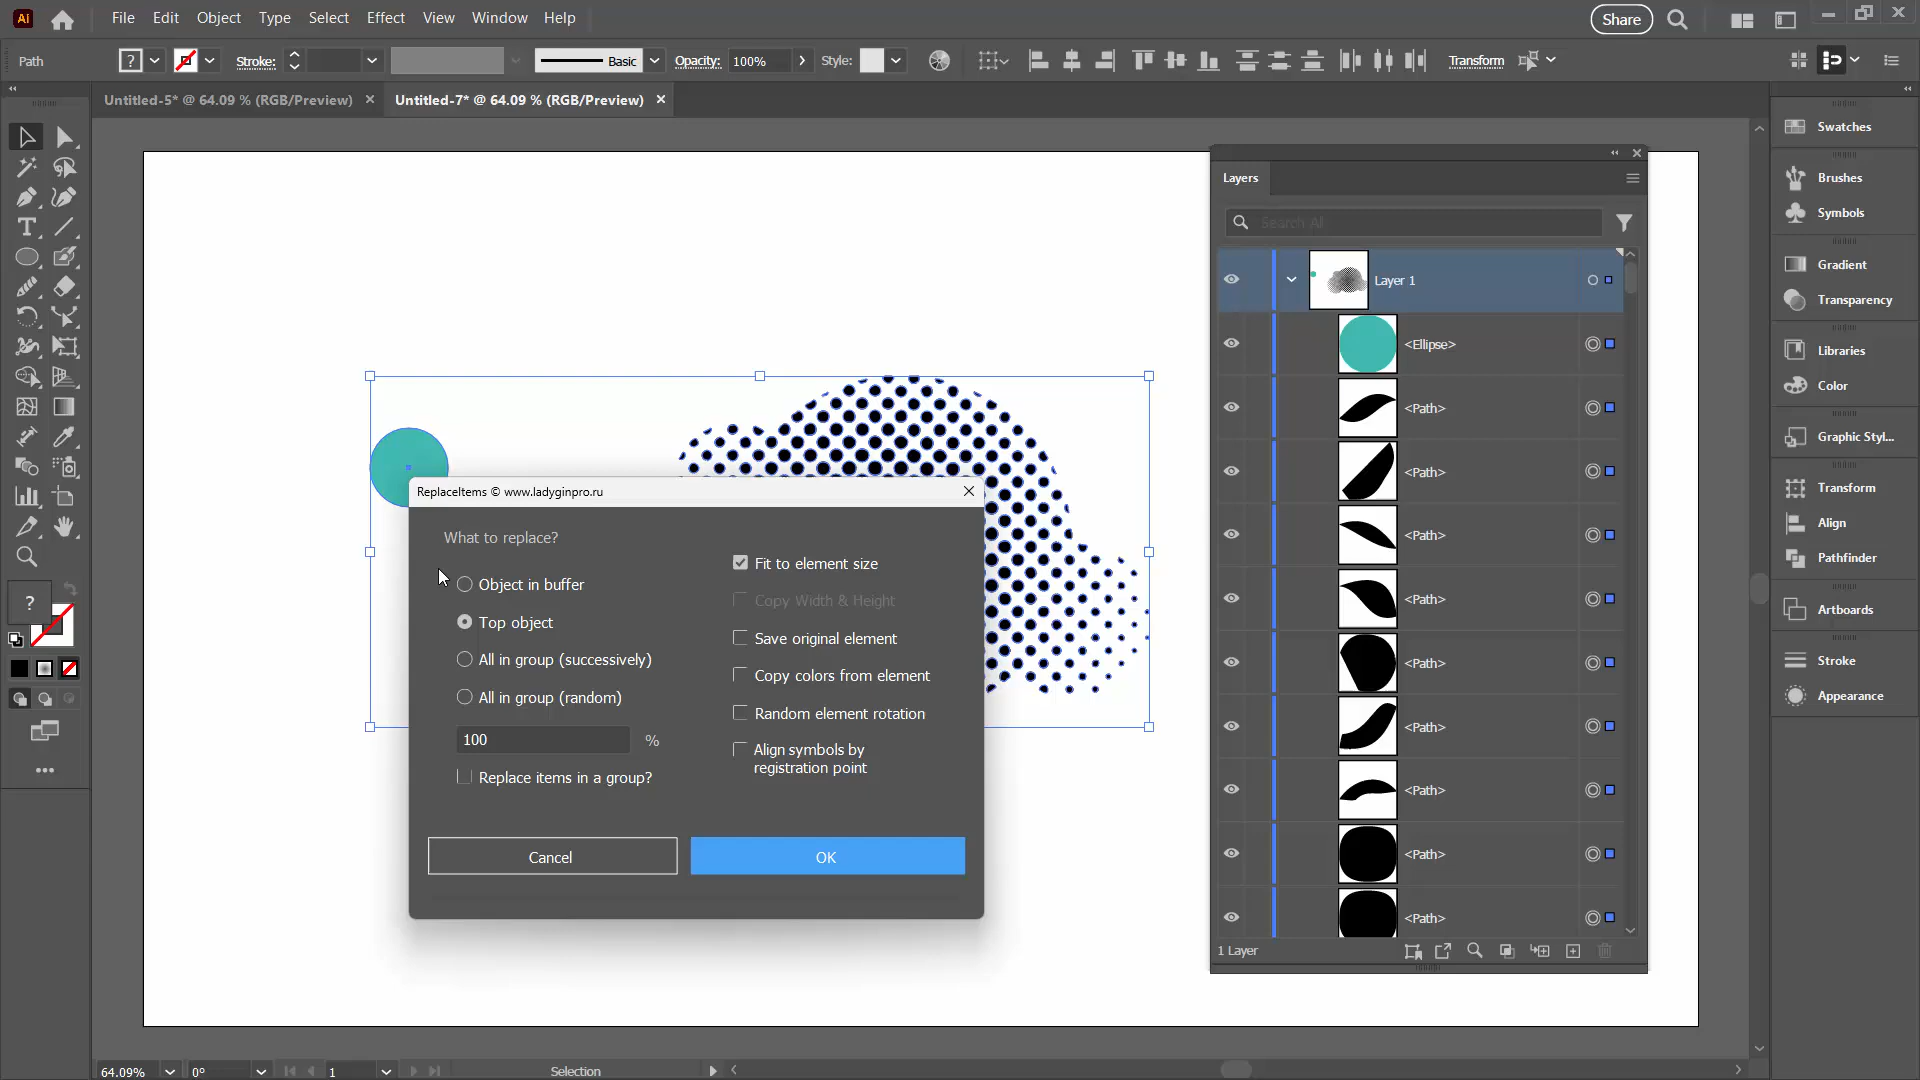 Ai File Edit Object Type Select Effect View Window Help Share
Path ? Stroke: Basic Opacity: 100% Style: Transform
Untitled-5* @ 64.09 % (RGB/Preview) Untitled-7* @ 64.09 % (RGB/Preview)
Layers
Search All
Layer 1
<Ellipse>
<Path>
<Path>
<Path>
<Path>
<Path>
<Path>
<Path>
<Path>
<Path>
1 Layer
ReplaceItems © www.ladyginpro.ru
What to replace?
Object in buffer
Top object
All in group (successively)
All in group (random)
100 %
Replace items in a group?
Fit to element size
Copy Width & Height
Save original element
Copy colors from element
Random element rotation
Align symbols by
registration point
Cancel OK
Swatches
Brushes
Symbols
Gradient
Transparency
Libraries
Color
Graphic Styl...
Transform
Align
Pathfinder
Artboards
Stroke
Appearance
?
64.09% 0° 1 Selection